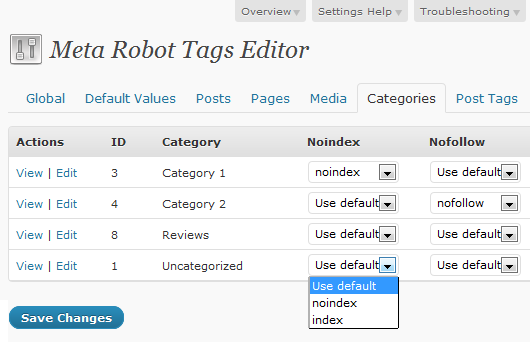 Overview Settings Help Troubleshooting
Meta Robot Tags Editor
Global Default Values Posts Pages Media Categories Post Tags
Actions ID Category Noindex Nofollow
View | Edit 3 Category 1 noindex Use default
View | Edit 4 Category 2 Use default nofollow
View | Edit 8 Reviews Use default Use default
View | Edit 1 Uncategorized Use default Use default
Use default
noindex
index
Save Changes